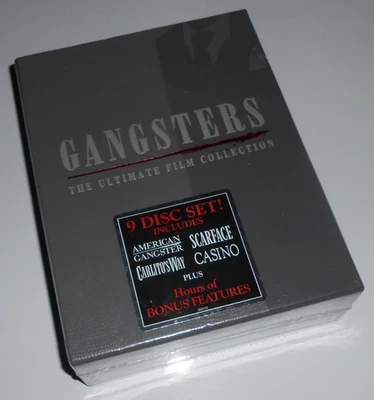 GANGSTERS
THE ULTIMATE FILM COLLECTION
9 DISC SET!
INCLUDES
AMERICAN
GANGSTER
SCARFACE
CARLITO'S WAY
CASINO
PLUS
Hours of
BONUS FEATURES